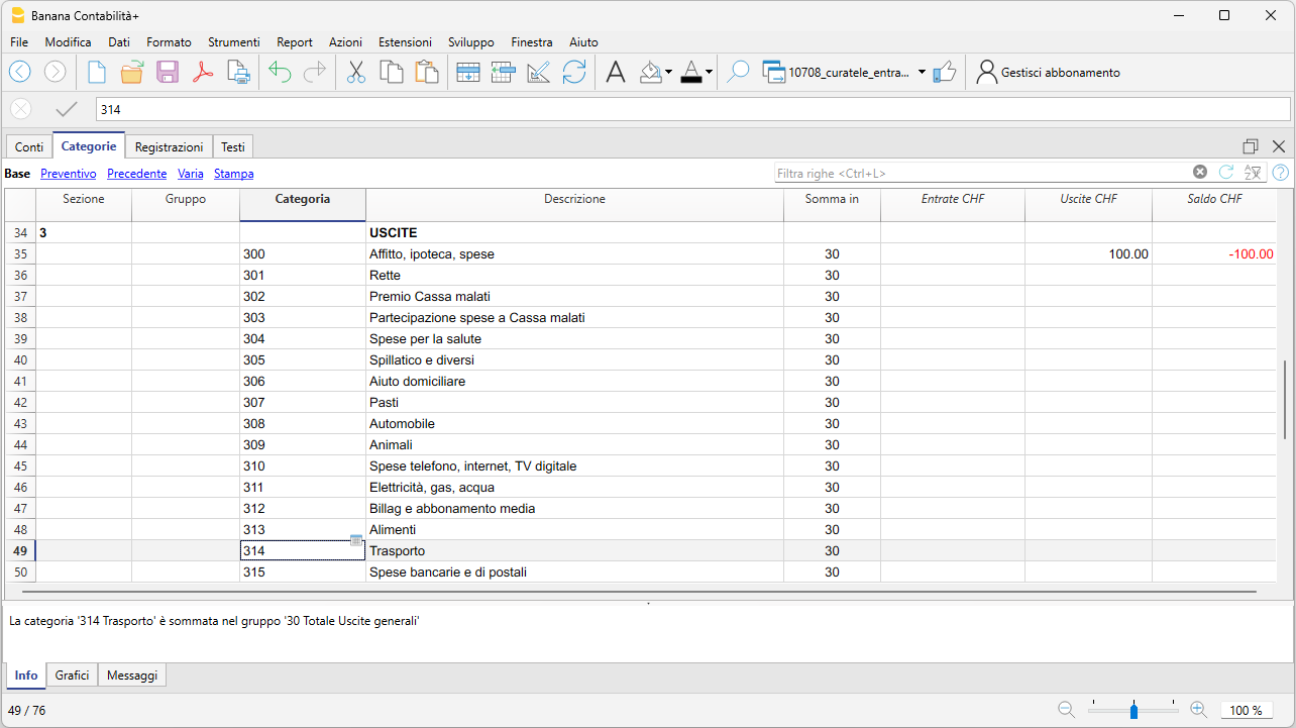 Banana Contabilità+
File Modifica Dati Formato Strumenti Report Azioni Estensioni Sviluppo Finestra Aiuto
10708_curatele_entra... Gestisci abbonamento
314
Conti Categorie Registrazioni Testi
Base Preventivo Precedente Varia Stampa Filtra righe <Ctrl+L>
Sezione Gruppo Categoria Descrizione Somma in Entrate CHF Uscite CHF Saldo CHF
34 3 USCITE
35 300 Affitto, ipoteca, spese 30 100.00 -100.00
36 301 Rette 30
37 302 Premio Cassa malati 30
38 303 Partecipazione spese a Cassa malati 30
39 304 Spese per la salute 30
40 305 Spillatico e diversi 30
41 306 Aiuto domiciliare 30
42 307 Pasti 30
43 308 Automobile 30
44 309 Animali 30
45 310 Spese telefono, internet, TV digitale 30
46 311 Elettricità, gas, acqua 30
47 312 Billag e abbonamento media 30
48 313 Alimenti 30
49 314 Trasporto 30
50 315 Spese bancarie e di postali 30
La categoria '314 Trasporto' è sommata nel gruppo '30 Totale Uscite generali'
Info Grafici Messaggi
49 / 76 100 %